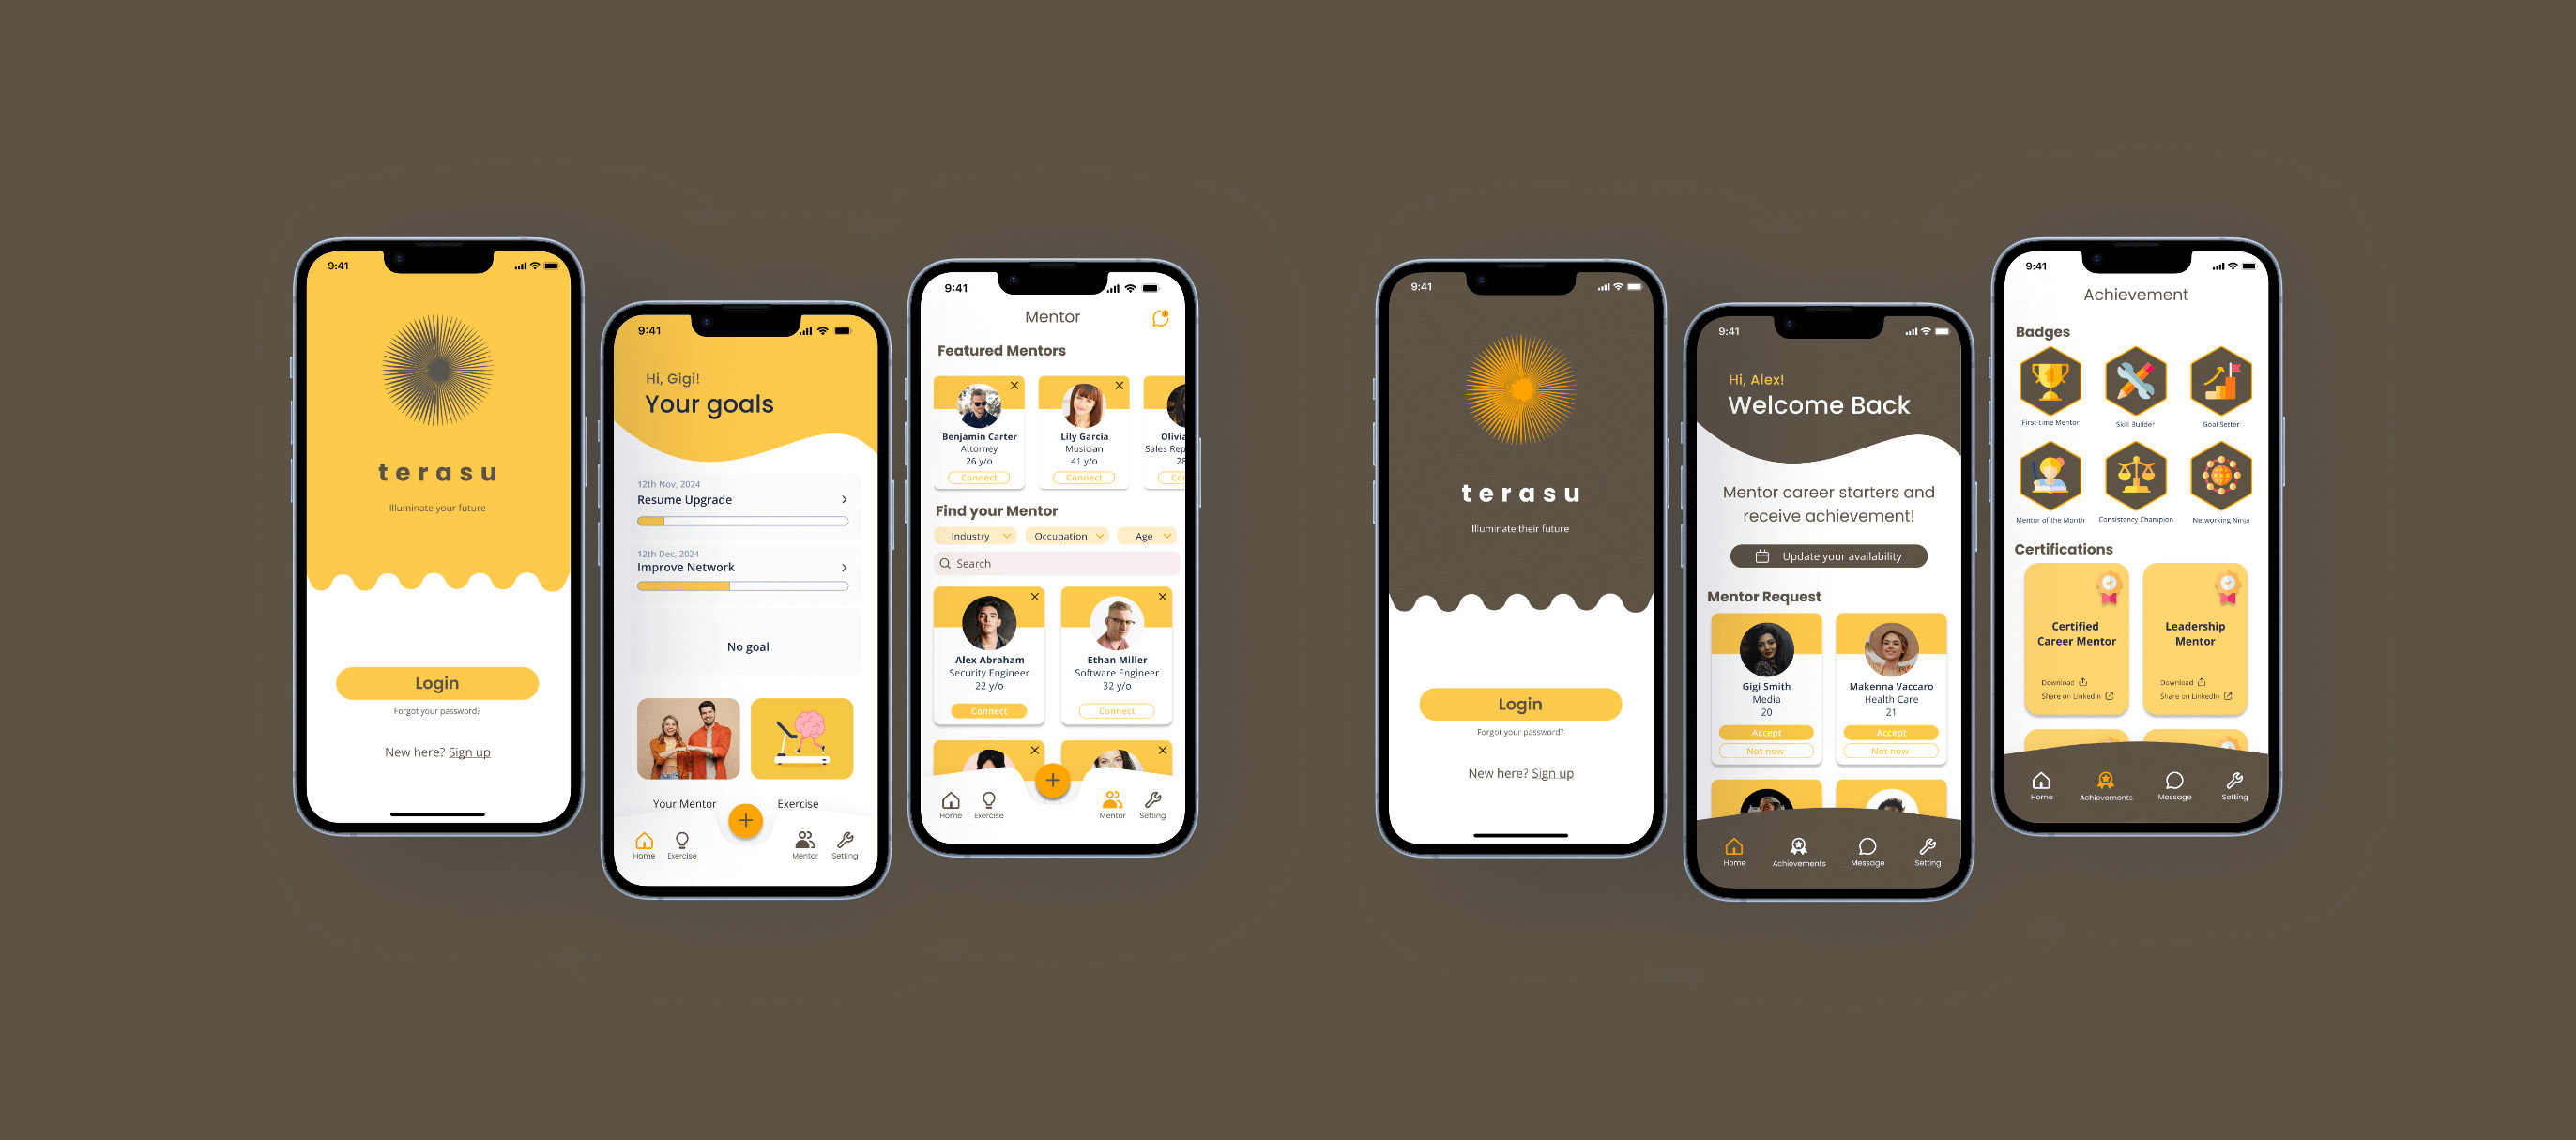 9:41
terasu
Illuminate your future
Login
Forgot your password?
New here? Sign up
9:41
Hi, Gigi!
Your goals
12th Nov, 2024
Resume Upgrade
12th Dec, 2024
Improve Network
No goal
Your Mentor
Exercise
Home
Exercise
Mentor
Setting
9:41
Mentor
Featured Mentors
Benjamin Carter
Attorney
26 y/o
Connect
Lily Garcia
Musician
41 y/o
Connect
Olivia
Sales Rep
Find your Mentor
Industry
Occupation
Age
Search
Alex Abraham
Security Engineer
22 y/o
Connect
Ethan Miller
Software Engineer
32 y/o
Connect
Home
Exercise
Mentor
Setting
9:41
terasu
Illuminate their future
Login
Forgot your password?
New here? Sign up
9:41
Hi, Alex!
Welcome Back
Mentor career starters and
receive achievement!
Update your availability
Mentor Request
Gigi Smith
Media
20
Accept
Not now
Makenna Vaccaro
Health Care
21
Accept
Not now
Home
Achievements
Message
Setting
9:41
Achievement
Badges
First-time Mentor
Skill Builder
Goal Setter
Mentor of the Month
Consistency Champion
Networking Ninja
Certifications
Certified
Career Mentor
Download
Share on LinkedIn
Leadership
Mentor
Download
Share on LinkedIn
Home
Achievements
Message
Setting